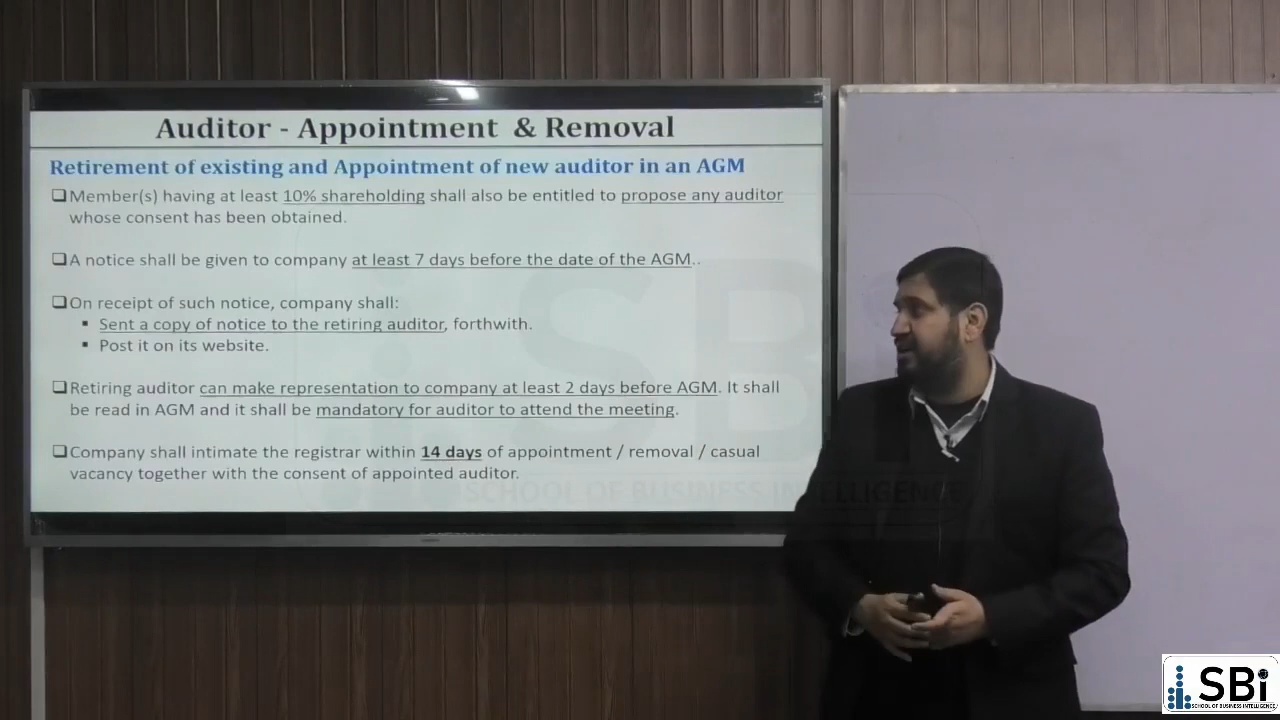 Auditor - Appointment & Removal
Retirement of existing and Appointment of new auditor in an AGM
❑Member(s) having at least 10% shareholding shall also be entitled to propose any auditor
whose consent has been obtained.
❑A notice shall be given to company at least 7 days before the date of the AGM..
❑On receipt of such notice, company shall:
▪ Sent a copy of notice to the retiring auditor, forthwith.
▪ Post it on its website.
❑Retiring auditor can make representation to company at least 2 days before AGM. It shall
be read in AGM and it shall be mandatory for auditor to attend the meeting.
❑Company shall intimate the registrar within 14 days of appointment / removal / casual
vacancy together with the consent of appointed auditor.
SBi
SCHOOL OF BUSINESS INTELLIGENCE
SBi
SCHOOL OF BUSINESS INTELLIGENCE